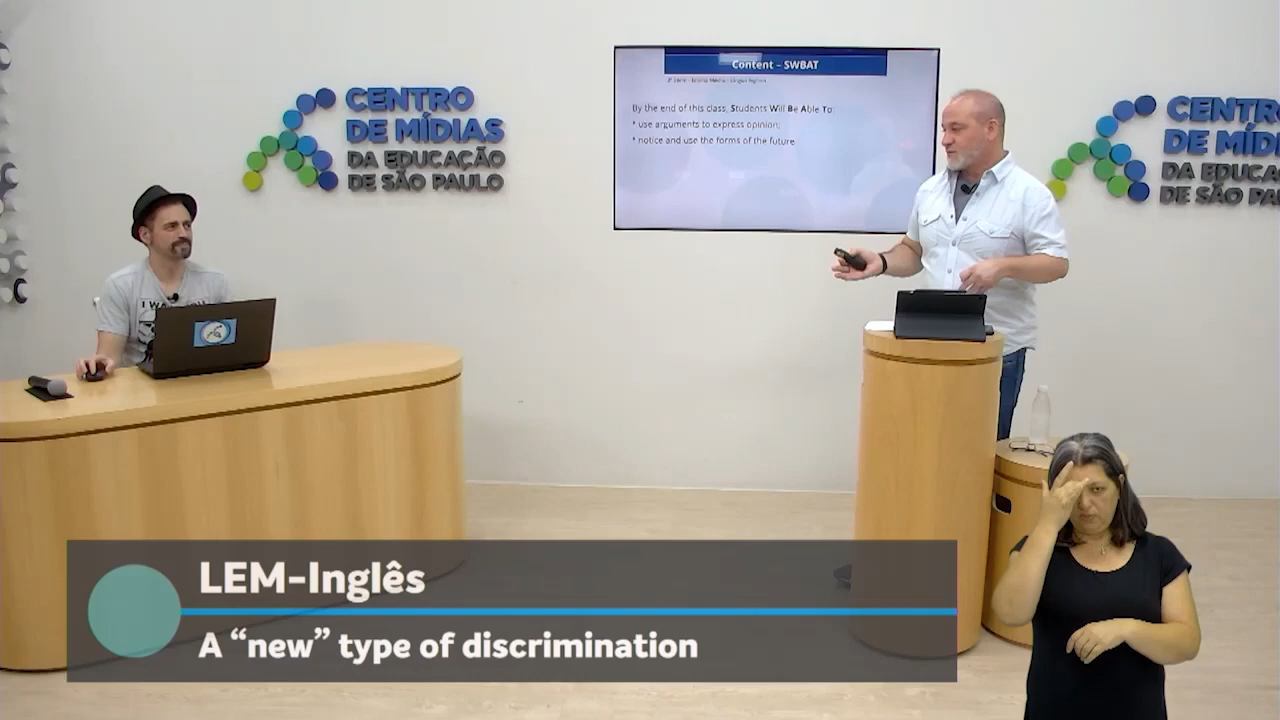 CENTRO
DE MÍDIAS
DA EDUCAÇÃO
DE SÃO PAULO
Content – SWBAT
By the end of this class, Students Will Be Able To:
* use arguments to express opinion;
* notice and use the forms of the future
CENTRO
DE MÍDI
DA EDUCAÇ
DE SÃO PA
I WA
LEM-Inglês
A “new” type of discrimination